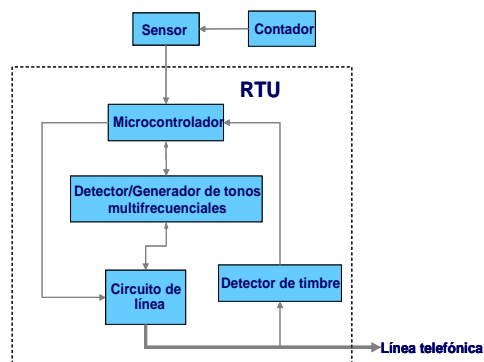 Sensor
Contador
RTU
Microcontrolador
Detector/Generador de tonos
multifrecuenciales
Circuito de
línea
Detector de timbre
Línea telefónica